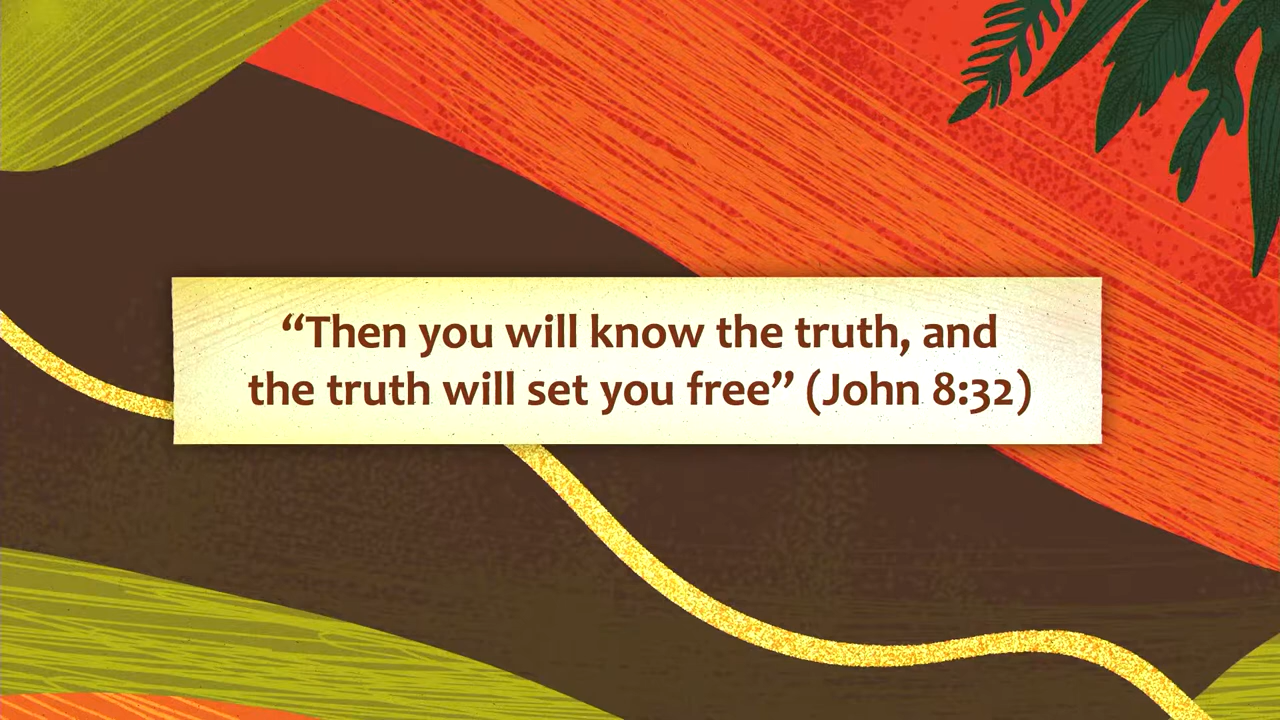 “Then you will know the truth, and
the truth will set you free” (John 8:32)